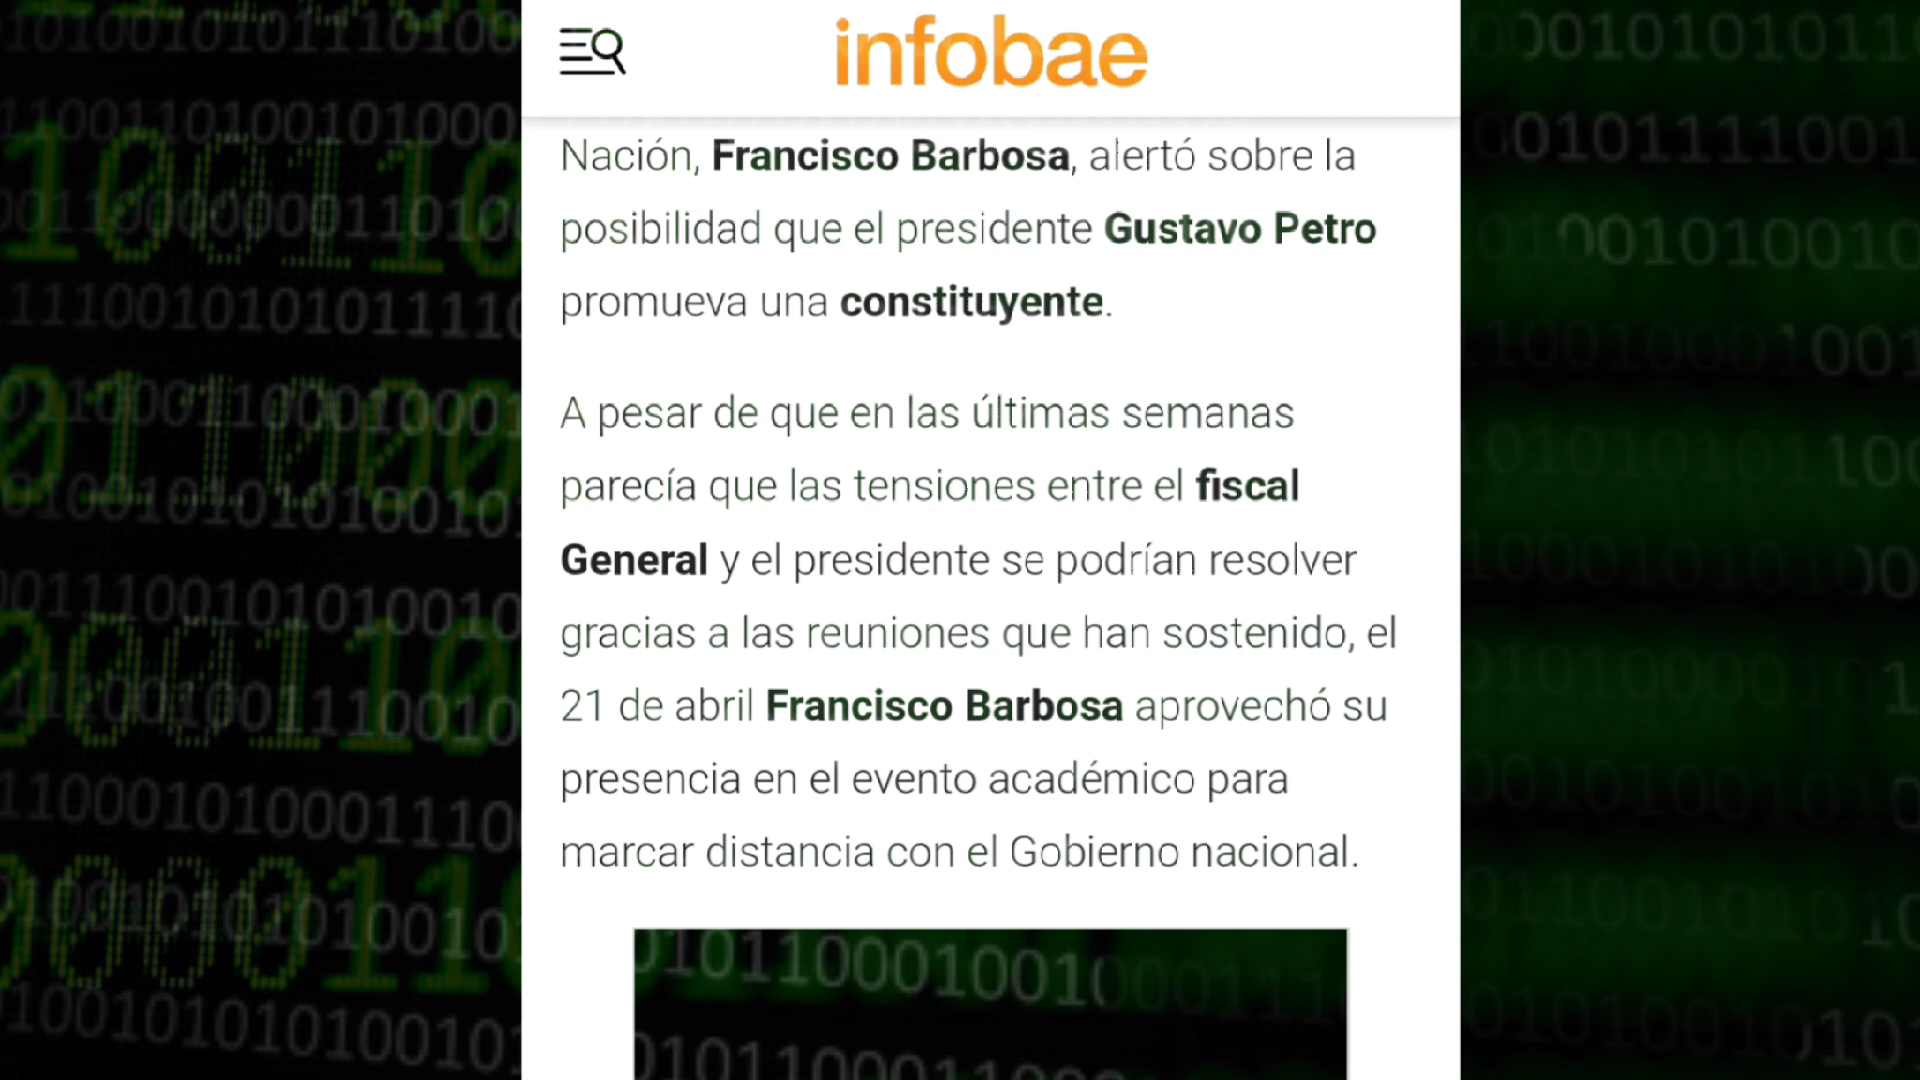 infobae
Nación, Francisco Barbosa, alertó sobre la
posibilidad que el presidente Gustavo Petro
promueva una constituyente.
A pesar de que en las últimas semanas
parecía que las tensiones entre el fiscal
General y el presidente se podrían resolver
gracias a las reuniones que han sostenido, el
21 de abril Francisco Barbosa aprovechó su
presencia en el evento académico para
marcar distancia con el Gobierno nacional.